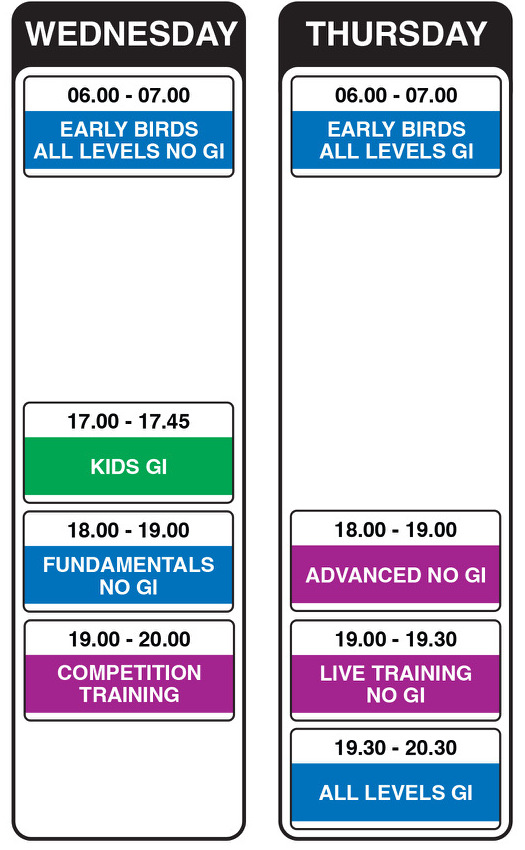 WEDNESDAY
06.00 - 07.00
EARLY BIRDS
ALL LEVELS NO GI
17.00 - 17.45
KIDS GI
18.00 - 19.00
FUNDAMENTALS
NO GI
19.00 - 20.00
COMPETITION
TRAINING
THURSDAY
06.00 - 07.00
EARLY BIRDS
ALL LEVELS GI
18.00 - 19.00
ADVANCED NO GI
19.00 - 19.30
LIVE TRAINING
NO GI
19.30 - 20.30
ALL LEVELS GI